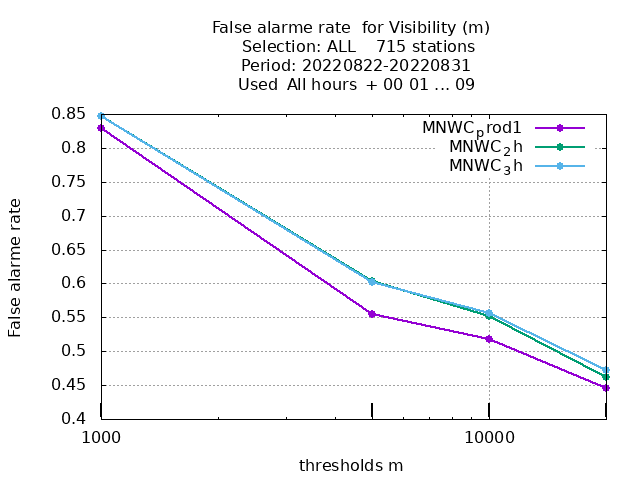 False alarme rate  for Visibility (m)
Selection: ALL    715 stations
Period: 20220822-20220831
Used  All hours  + 00 01 ... 09
MNWC_prod1
MNWC_2h
MNWC_3h
0.85
0.8
0.75
0.7
0.65
0.6
0.55
0.5
0.45
0.4
False alarme rate
1000
10000
thresholds m